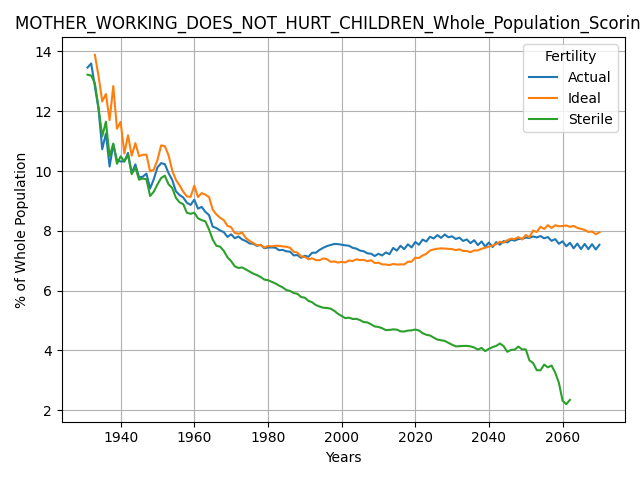 MOTHER_WORKING_DOES_NOT_HURT_CHILDREN_Whole_Population_Scorin
Fertility
Actual
Ideal
Sterile
% of Whole Population
14
12
10
8
6
4
2
1940 1960 1980 2000 2020 2040 2060
Years